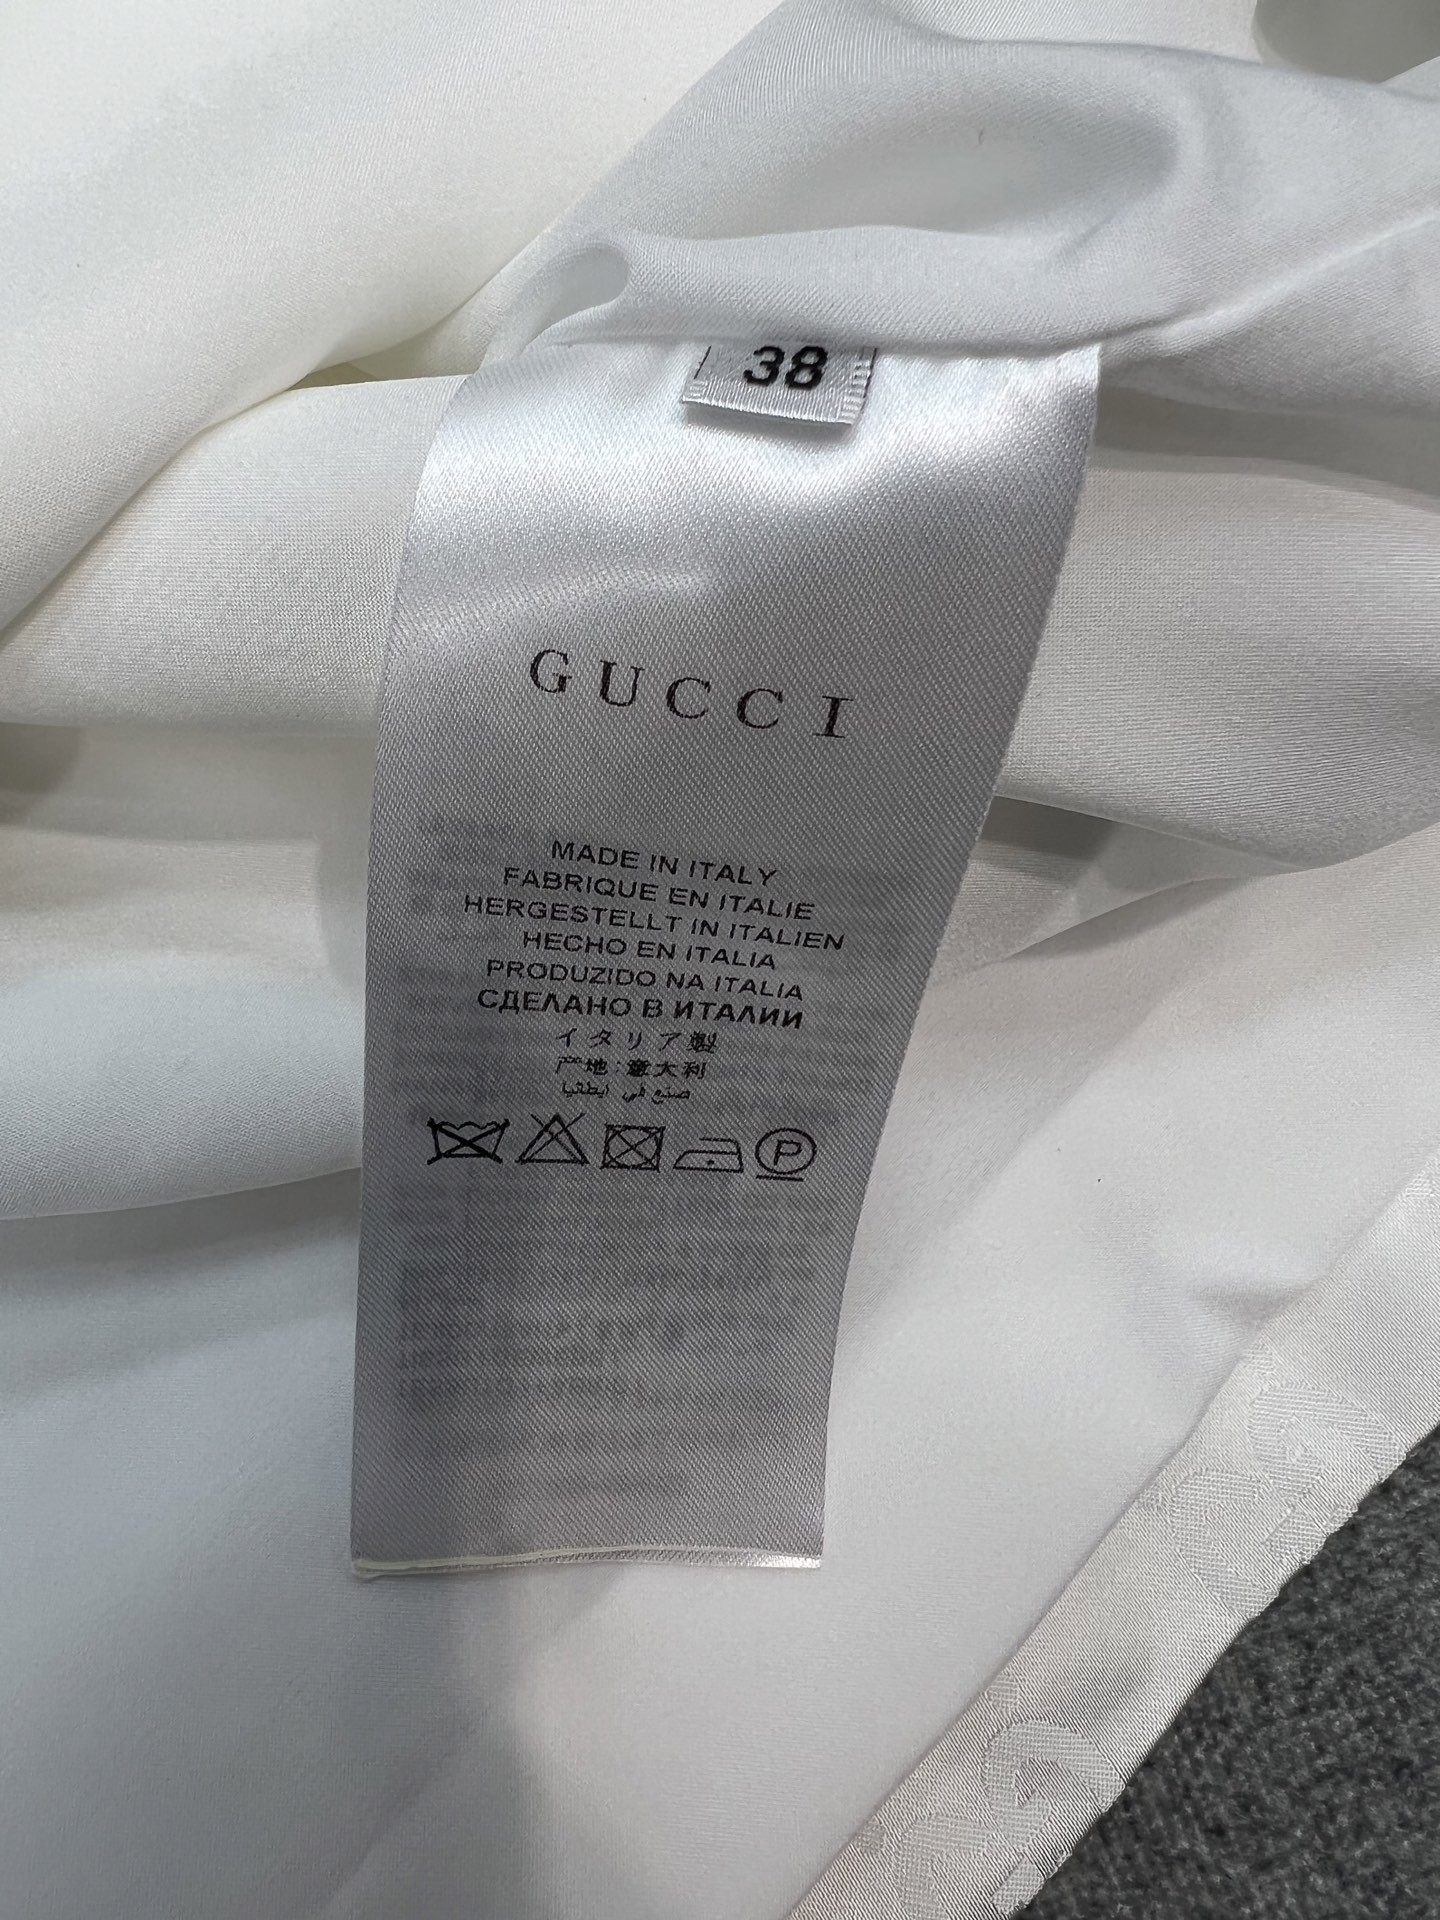 38
GUCCI
MADE IN ITALY
FABRIQUE EN ITALIE
HERGESTELLT IN ITALIEN
HECHO EN ITALIA
PRODUZIDO NA ITALIA
СДЕЛАНО В ИТАЛИИ
イタリア製
产地:意大利
صنع في ايطاليا
P